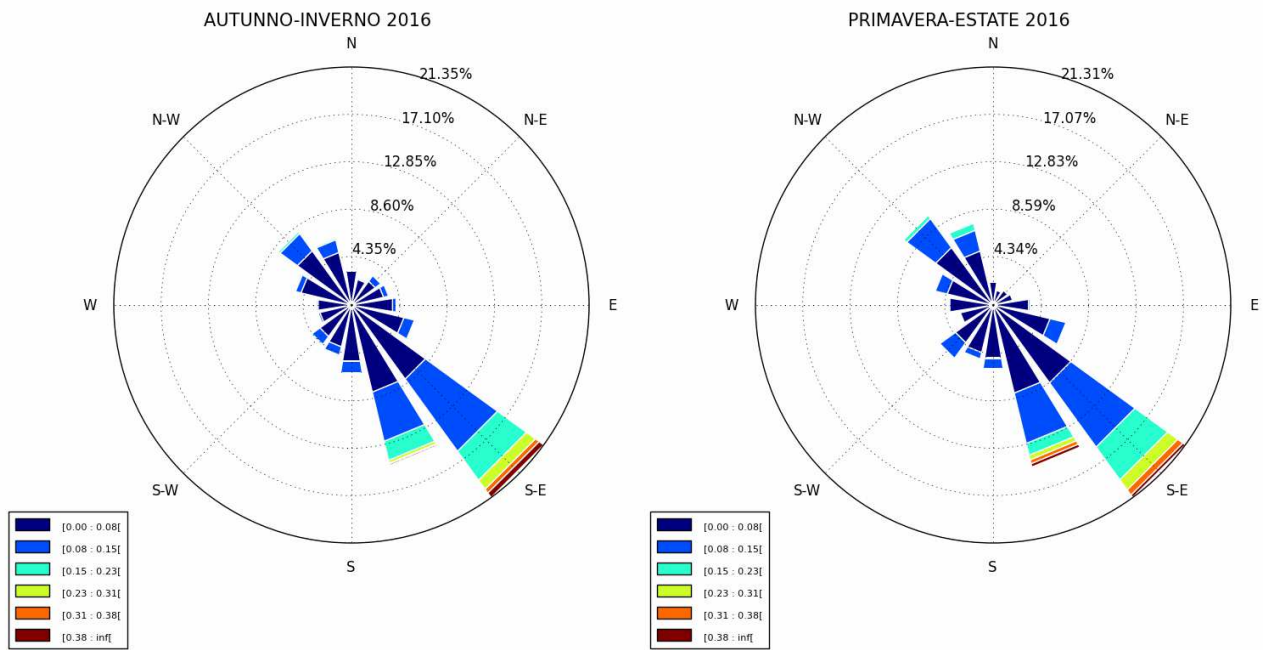 AUTUNNO-INVERNO 2016
N
21.35%
N-W
17.10%
N-E
12.85%
8.60%
4.35%
W
E
S-W
S-E
S
[0.00 : 0.08[
[0.08 : 0.15[
[0.15 : 0.23[
[0.23 : 0.31[
[0.31 : 0.38[
[0.38 : inf[
PRIMAVERA-ESTATE 2016
N
21.31%
N-W
17.07%
N-E
12.83%
8.59%
4.34%
W
E
S-W
S-E
S
[0.00 : 0.08[
[0.08 : 0.15[
[0.15 : 0.23[
[0.23 : 0.31[
[0.31 : 0.38[
[0.38 : inf[